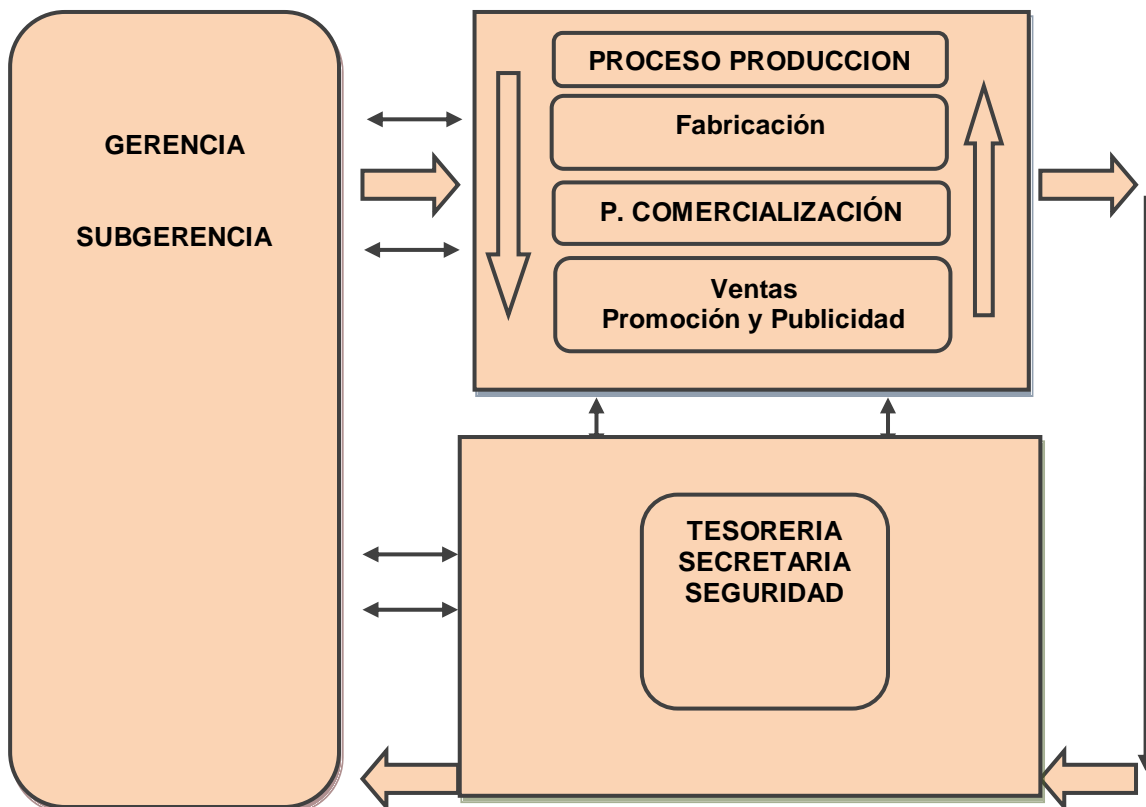 GERENCIA
SUBGERENCIA
PROCESO PRODUCCION
Fabricación
P. COMERCIALIZACIÓN
Ventas
Promoción y Publicidad
TESORERIA
SECRETARIA
SEGURIDAD